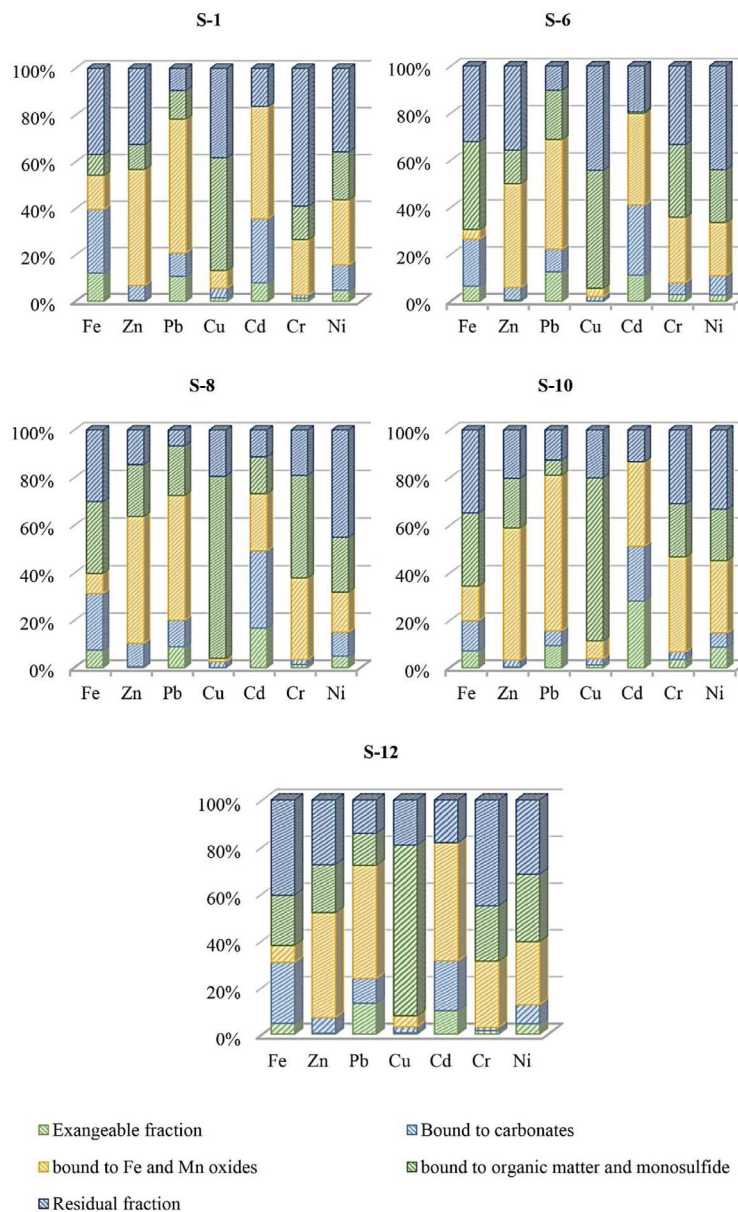 S-1
100%
80%
60%
40%
20%
0%
Fe Zn Pb Cu Cd Cr Ni
S-6
100%
80%
60%
40%
20%
0%
Fe Zn Pb Cu Cd Cr Ni
S-8
100%
80%
60%
40%
20%
0%
Fe Zn Pb Cu Cd Cr Ni
S-10
100%
80%
60%
40%
20%
0%
Fe Zn Pb Cu Cd Cr Ni
S-12
100%
80%
60%
40%
20%
0%
Fe Zn Pb Cu Cd Cr Ni
Exangeable fraction
Bound to carbonates
bound to Fe and Mn oxides
bound to organic matter and monosulfide
Residual fraction